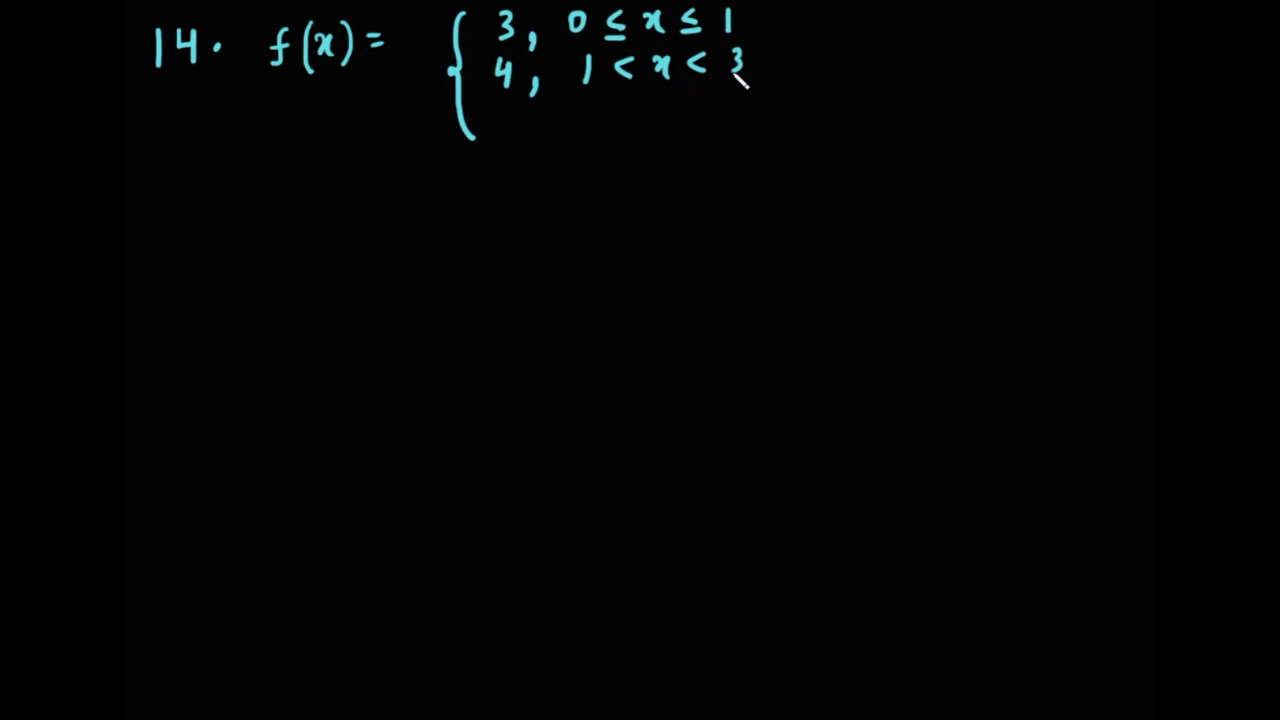 14. f(x) = { 3, 0 ≤ x ≤ 1
4, 1 < x < 3